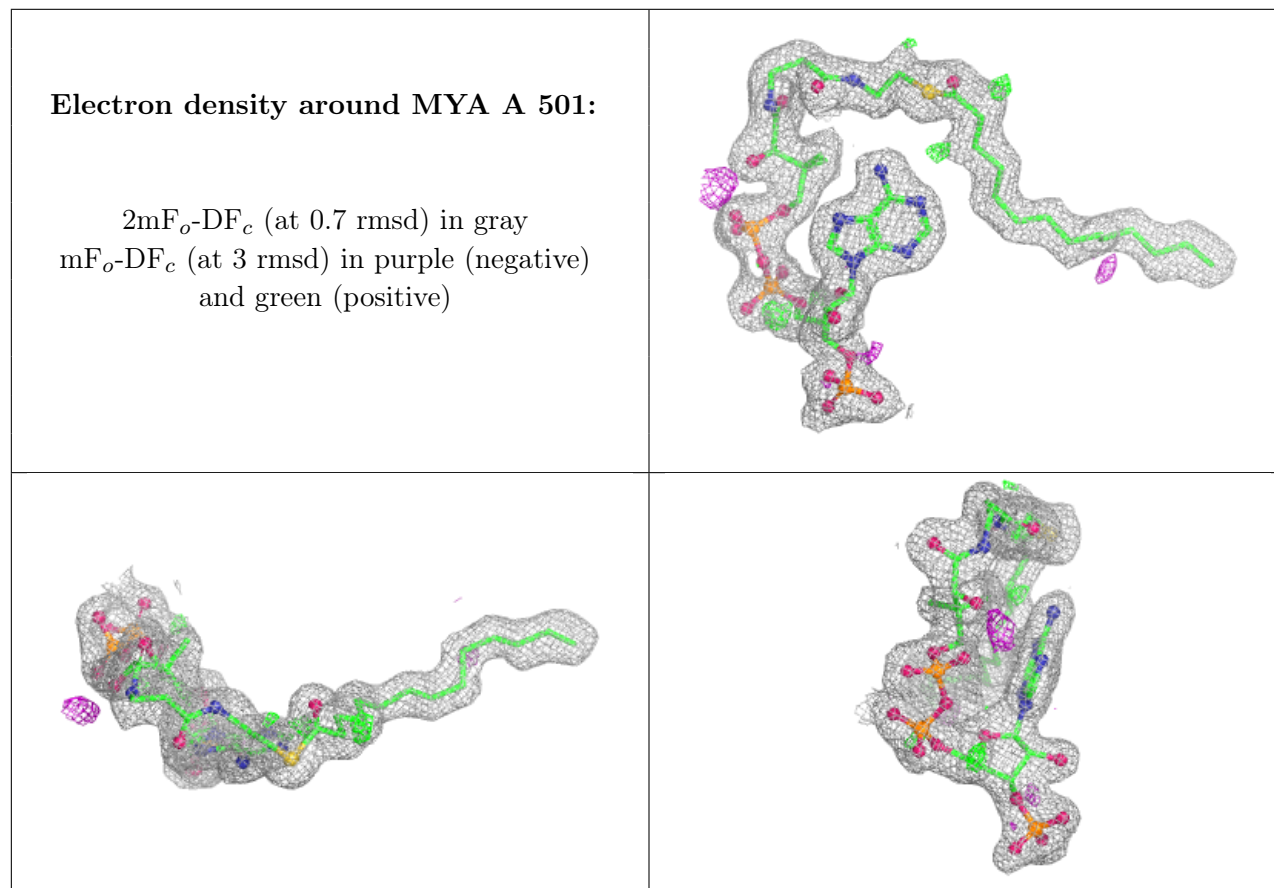 Electron density around MYA A 501:
2mFo-DFc (at 0.7 rmsd) in gray
mFo-DFc (at 3 rmsd) in purple (negative)
and green (positive)